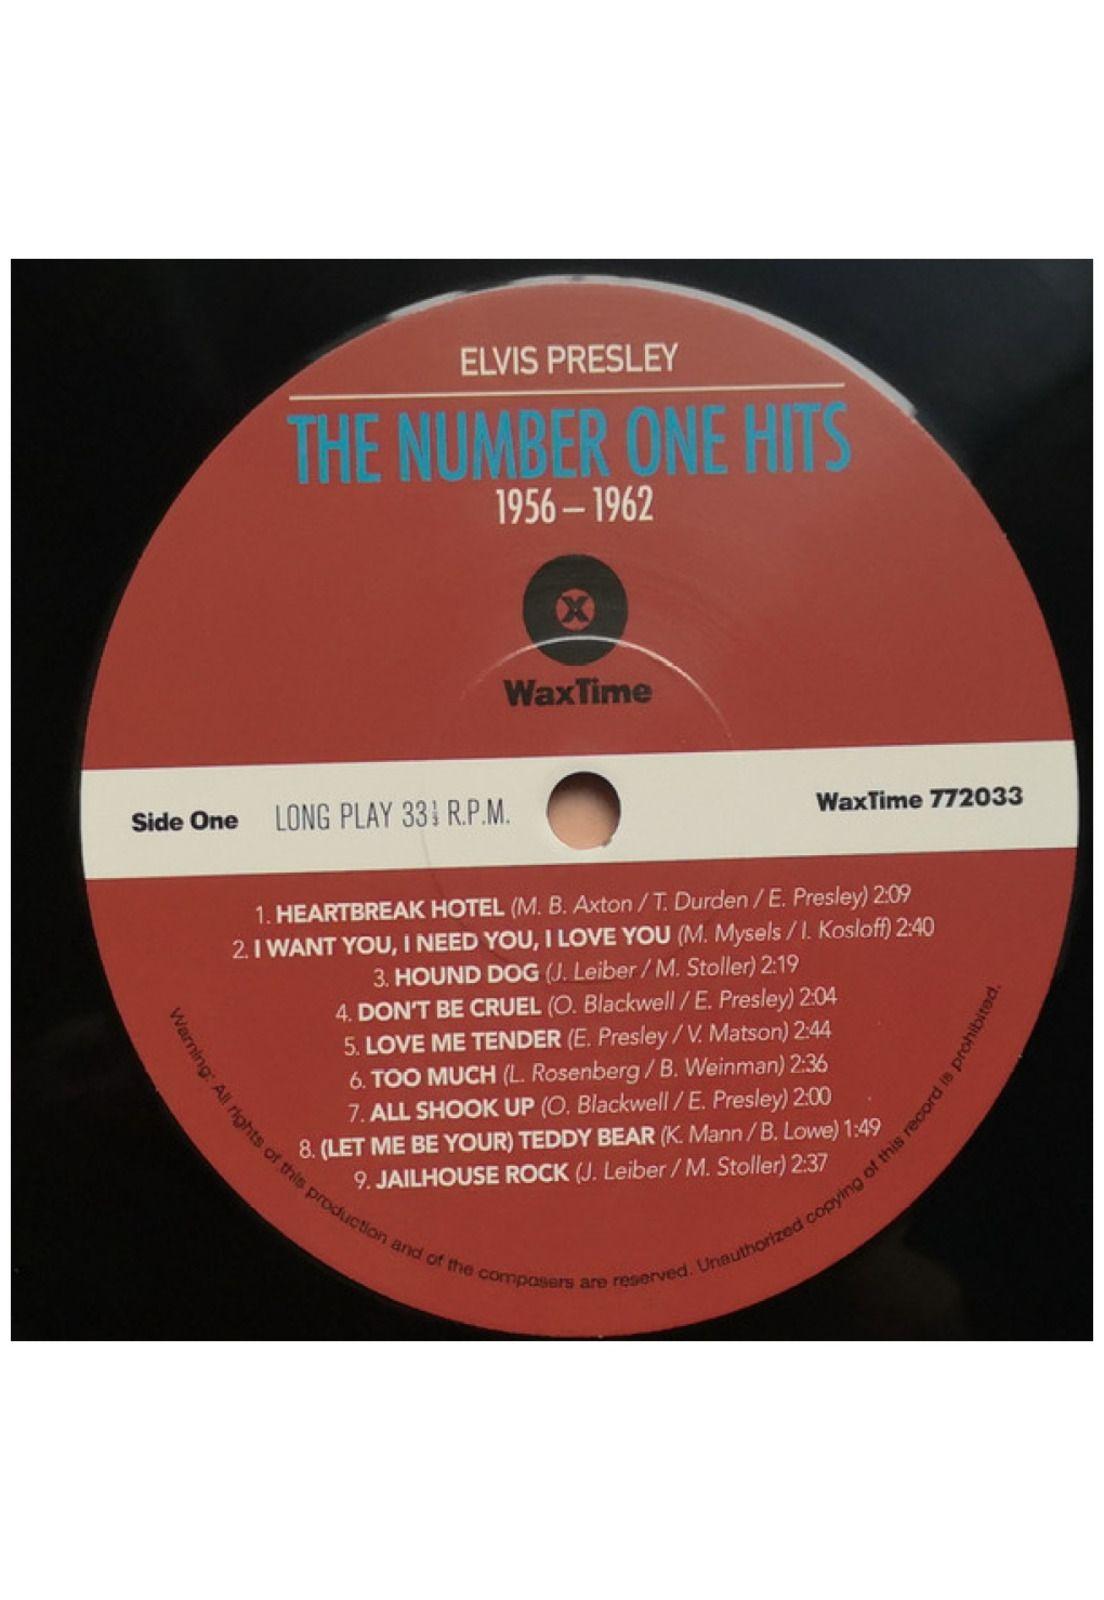 ELVIS PRESLEY
THE NUMBER ONE HITS
1956 – 1962
X
WaxTime
Side One LONG PLAY 33⅓ R.P.M. WaxTime 772033
1. HEARTBREAK HOTEL (M. B. Axton / T. Durden / E. Presley) 2:09
2. I WANT YOU, I NEED YOU, I LOVE YOU (M. Mysels / I. Kosloff) 2:40
3. HOUND DOG (J. Leiber / M. Stoller) 2:19
4. DON'T BE CRUEL (O. Blackwell / E. Presley) 2:04
5. LOVE ME TENDER (E. Presley / V. Matson) 2:44
6. TOO MUCH (L. Rosenberg / B. Weinman) 2:36
7. ALL SHOOK UP (O. Blackwell / E. Presley) 2:00
8. (LET ME BE YOUR) TEDDY BEAR (K. Mann / B. Lowe) 1:49
9. JAILHOUSE ROCK (J. Leiber / M. Stoller) 2:37
Warning: All rights of this production and of the composers are reserved. Unauthorized copying of this record is prohibited.